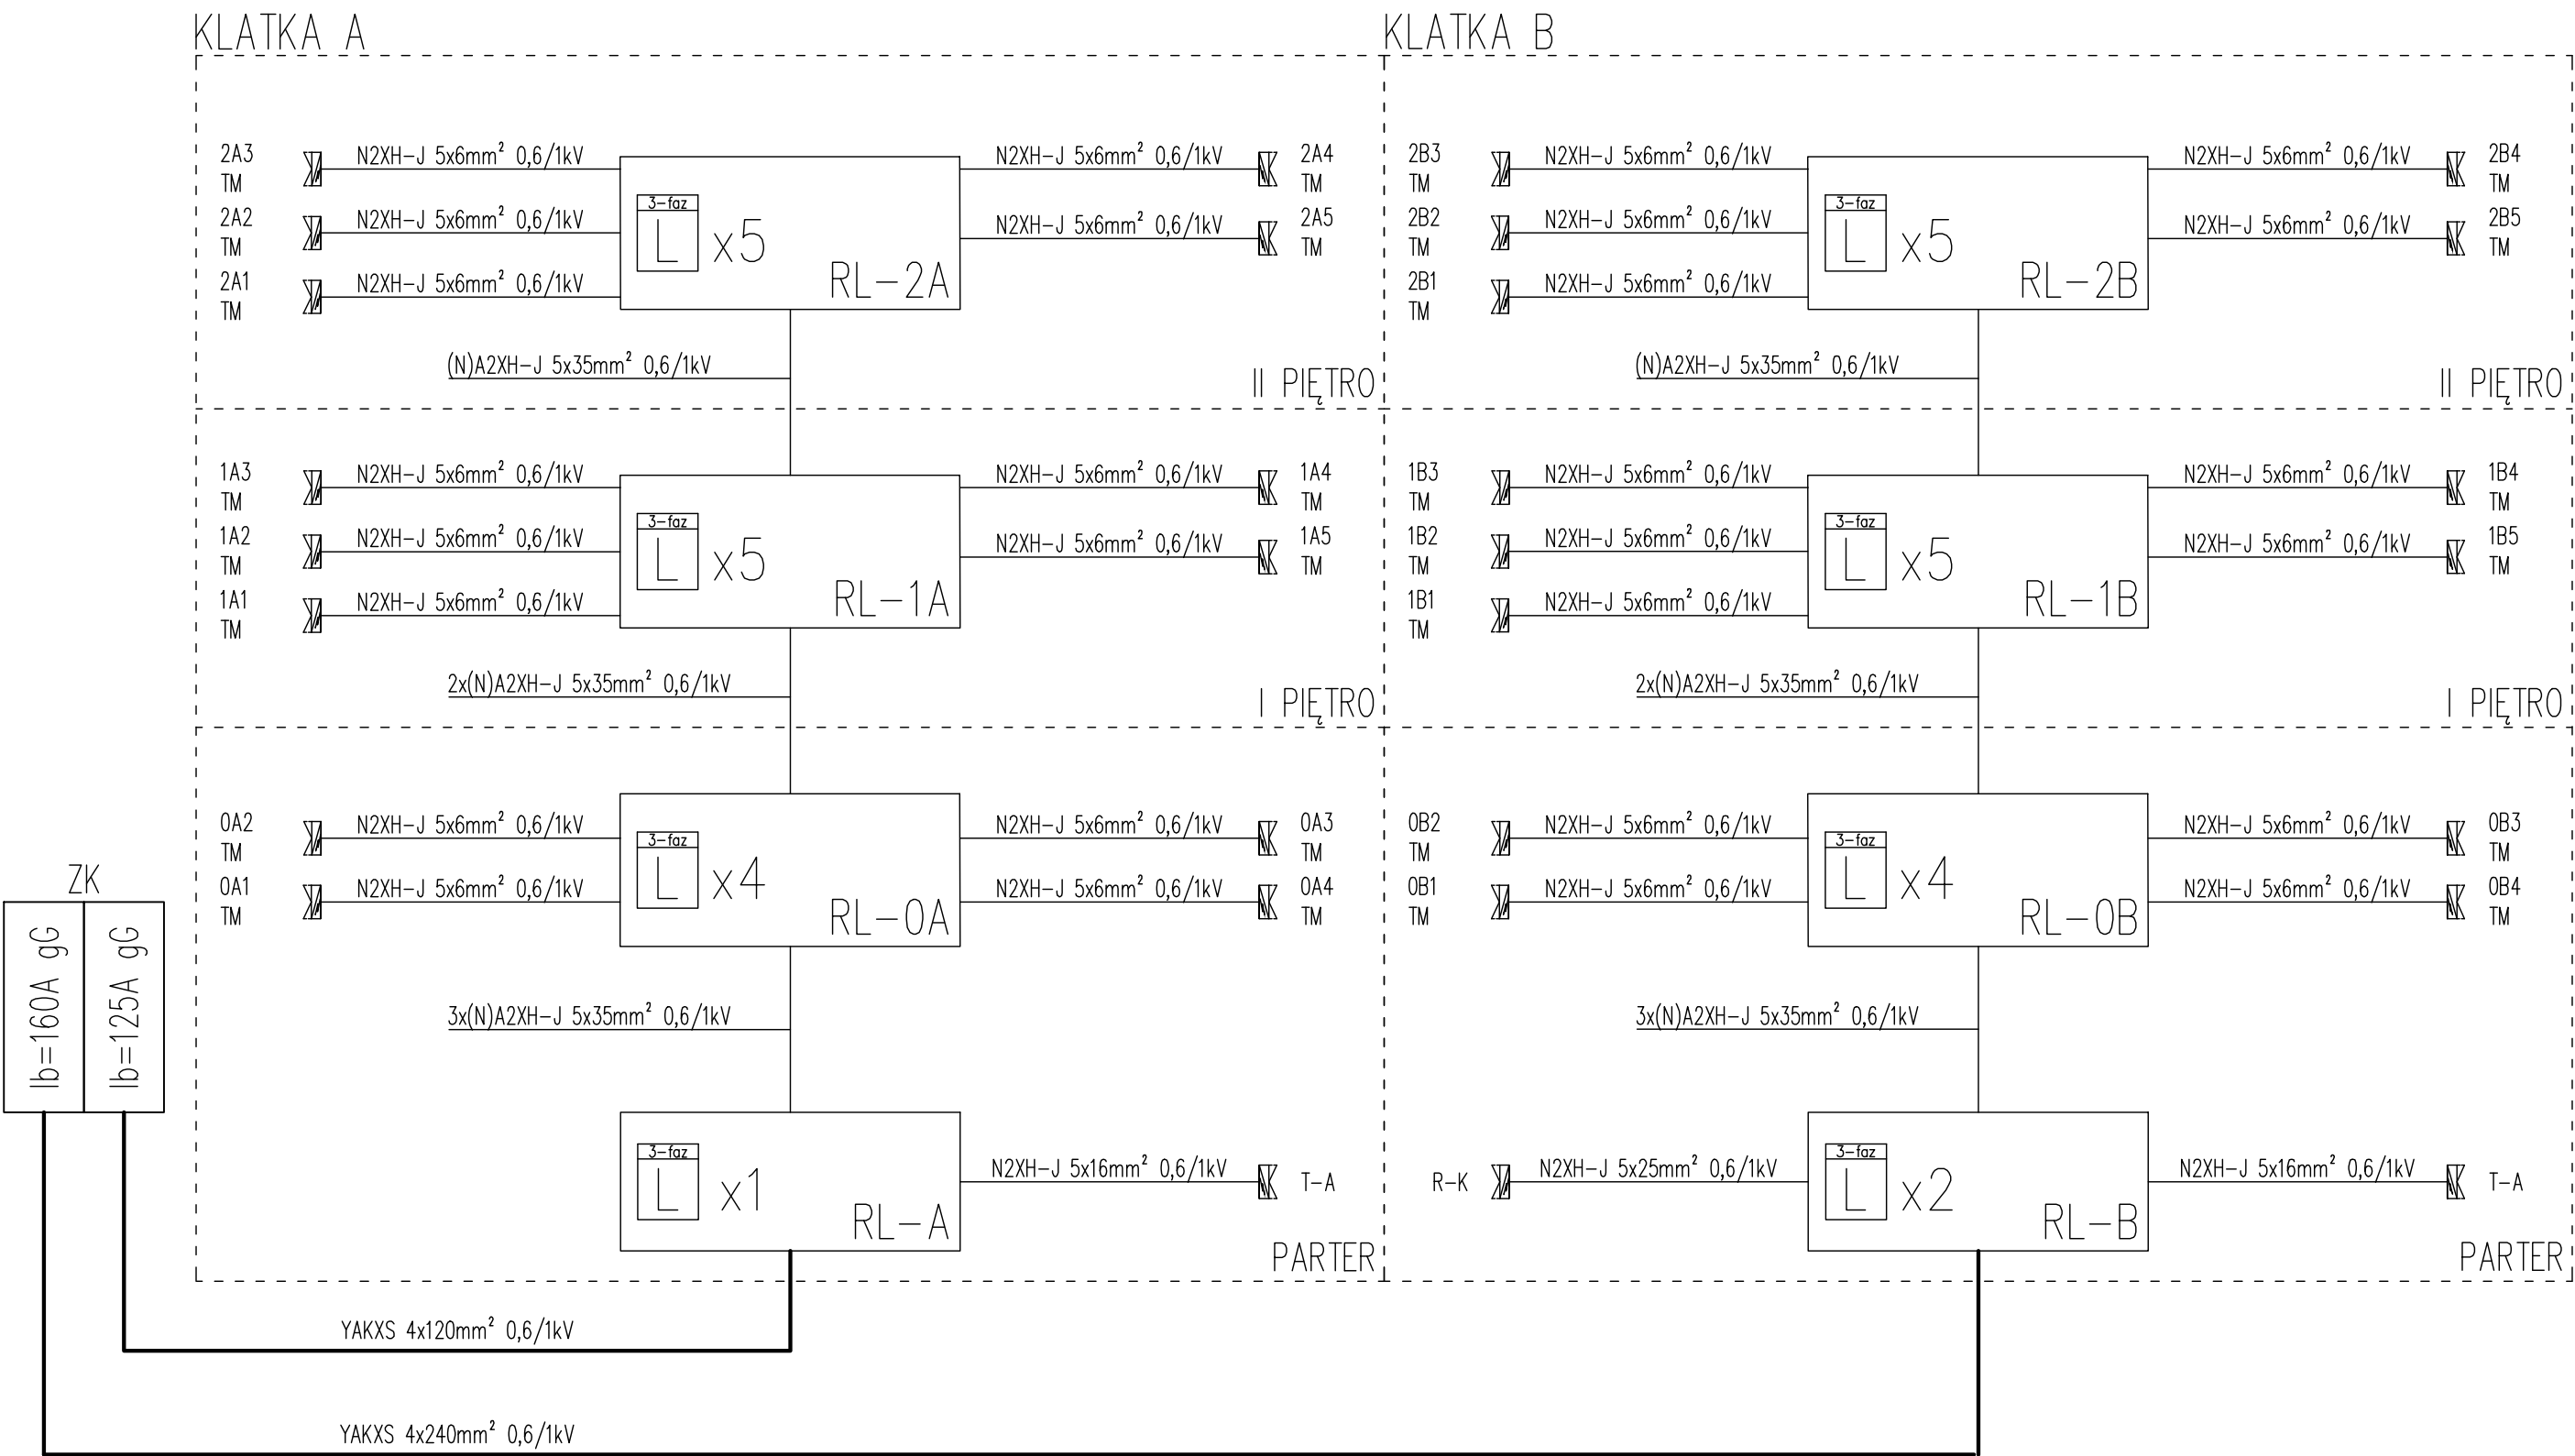 KLATKA A
2A3
TM
N2XH-J 5x6mm² 0,6/1kV
2A2
TM
N2XH-J 5x6mm² 0,6/1kV
2A1
TM
N2XH-J 5x6mm² 0,6/1kV
3-faz
L x5
RL-2A
N2XH-J 5x6mm² 0,6/1kV
2A4
TM
N2XH-J 5x6mm² 0,6/1kV
2A5
TM
(N)A2XH-J 5x35mm² 0,6/1kV
II PIĘTRO
1A3
TM
N2XH-J 5x6mm² 0,6/1kV
1A2
TM
N2XH-J 5x6mm² 0,6/1kV
1A1
TM
N2XH-J 5x6mm² 0,6/1kV
3-faz
L x5
RL-1A
N2XH-J 5x6mm² 0,6/1kV
1A4
TM
N2XH-J 5x6mm² 0,6/1kV
1A5
TM
2x(N)A2XH-J 5x35mm² 0,6/1kV
I PIĘTRO
0A2
TM
N2XH-J 5x6mm² 0,6/1kV
0A1
TM
N2XH-J 5x6mm² 0,6/1kV
3-faz
L x4
RL-0A
N2XH-J 5x6mm² 0,6/1kV
0A3
TM
N2XH-J 5x6mm² 0,6/1kV
0A4
TM
3x(N)A2XH-J 5x35mm² 0,6/1kV
3-faz
L x1
RL-A
N2XH-J 5x16mm² 0,6/1kV
T-A
PARTER
KLATKA B
2B3
TM
N2XH-J 5x6mm² 0,6/1kV
2B2
TM
N2XH-J 5x6mm² 0,6/1kV
2B1
TM
N2XH-J 5x6mm² 0,6/1kV
3-faz
L x5
RL-2B
N2XH-J 5x6mm² 0,6/1kV
2B4
TM
N2XH-J 5x6mm² 0,6/1kV
2B5
TM
(N)A2XH-J 5x35mm² 0,6/1kV
II PIĘTRO
1B3
TM
N2XH-J 5x6mm² 0,6/1kV
1B2
TM
N2XH-J 5x6mm² 0,6/1kV
1B1
TM
N2XH-J 5x6mm² 0,6/1kV
3-faz
L x5
RL-1B
N2XH-J 5x6mm² 0,6/1kV
1B4
TM
N2XH-J 5x6mm² 0,6/1kV
1B5
TM
2x(N)A2XH-J 5x35mm² 0,6/1kV
I PIĘTRO
0B2
TM
N2XH-J 5x6mm² 0,6/1kV
0B1
TM
N2XH-J 5x6mm² 0,6/1kV
3-faz
L x4
RL-0B
N2XH-J 5x6mm² 0,6/1kV
0B3
TM
N2XH-J 5x6mm² 0,6/1kV
0B4
TM
3x(N)A2XH-J 5x35mm² 0,6/1kV
R-K
N2XH-J 5x25mm² 0,6/1kV
3-faz
L x2
RL-B
N2XH-J 5x16mm² 0,6/1kV
T-A
PARTER
ZK
Ib=160A gG
Ib=125A gG
YAKXS 4x120mm² 0,6/1kV
YAKXS 4x240mm² 0,6/1kV